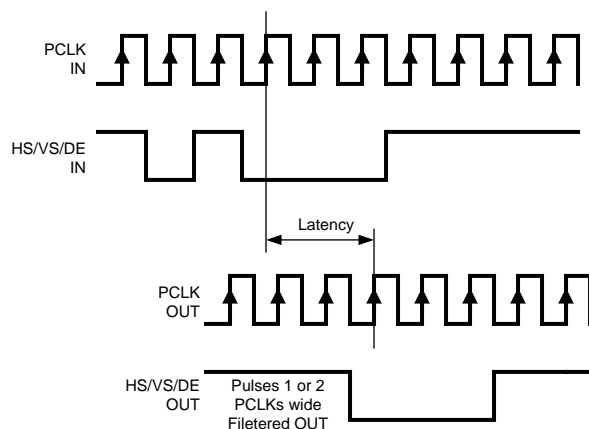 PCLK
IN
HS/VS/DE
IN
Latency
PCLK
OUT
HS/VS/DE
OUT
Pulses 1 or 2
PCLKs wide
Filetered OUT